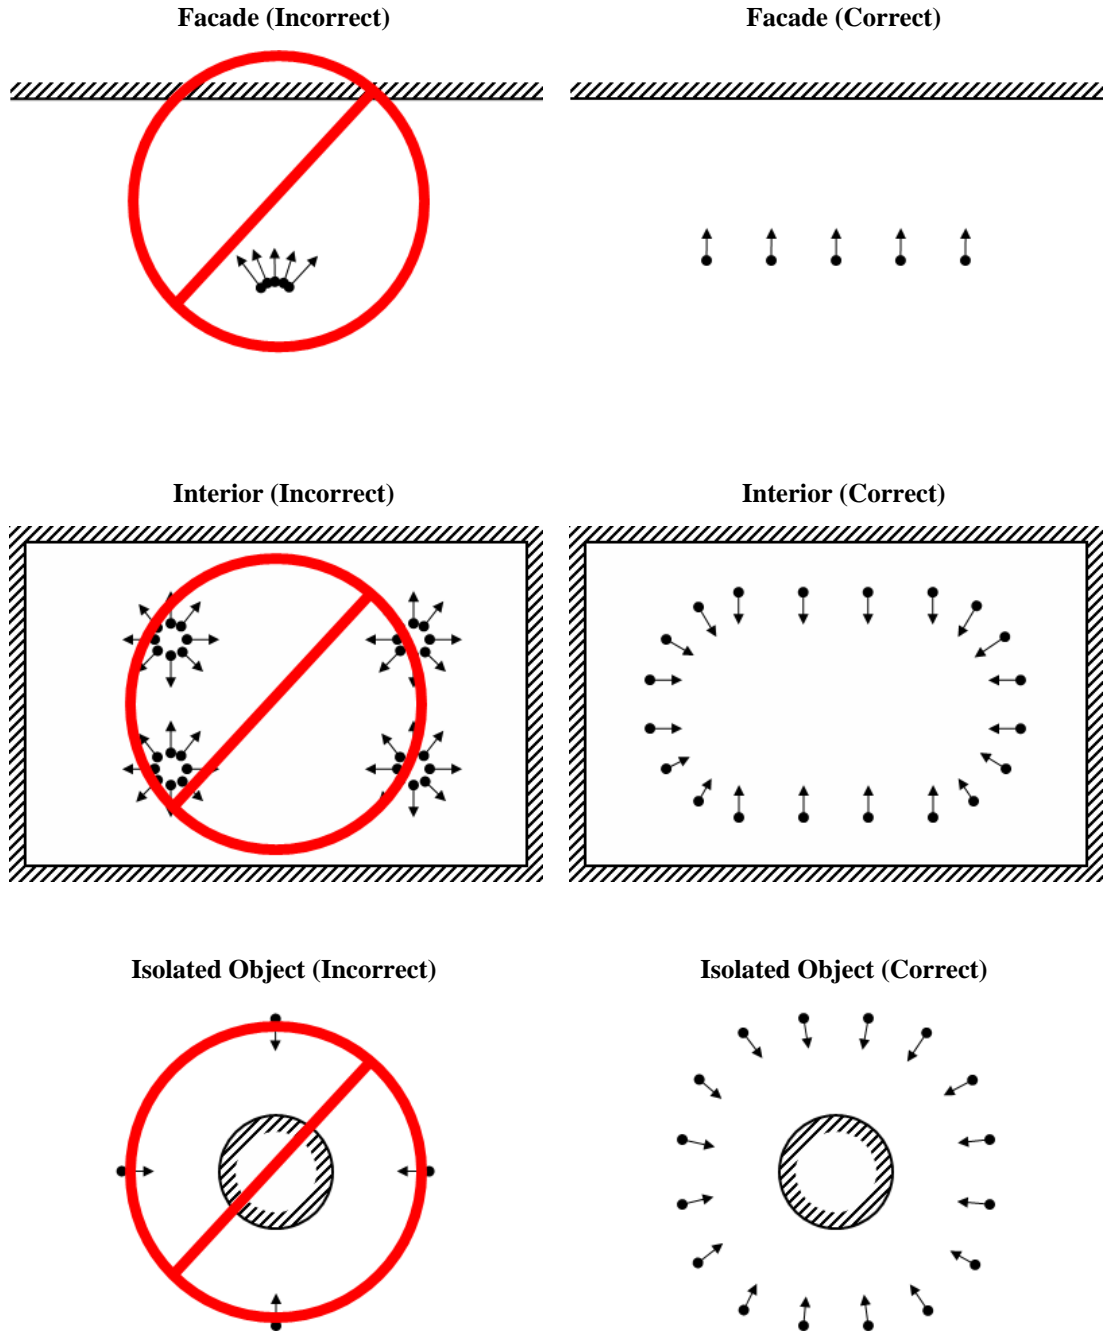 Facade (Incorrect)
Facade (Correct)
Interior (Incorrect)
Interior (Correct)
Isolated Object (Incorrect)
Isolated Object (Correct)